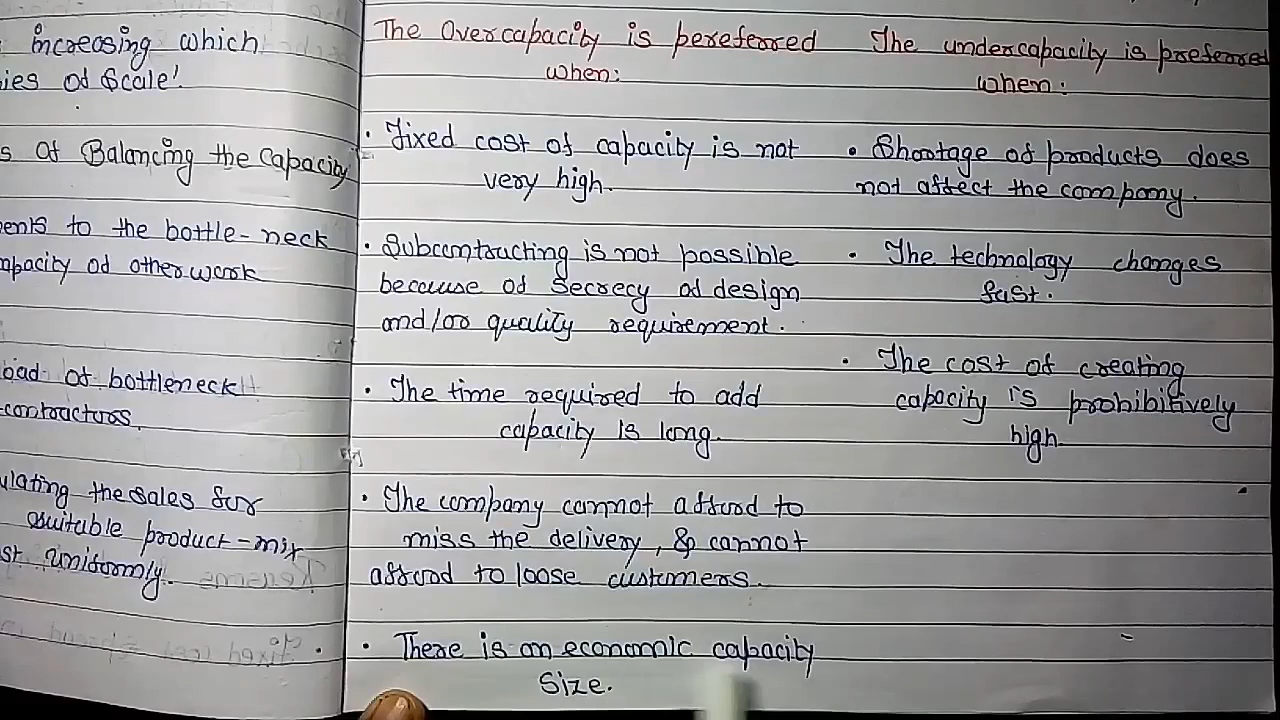 increasing which
ies of Scale!
s Of Balancing the Capacity
ents to the bottle-neck
apacity of other work
oad of bottleneck
-contractors.
ulating the sales for
suitable product-mix
st uniformly.
The Overcapacity is pereferred
when:
• Fixed cost of capacity is not
very high.
• Subcontracting is not possible
because of secrecy of design
and/or quality requirement.
• The time required to add
capacity is long.
• The company cannot afford to
miss the delivery, & cannot
afford to loose customers.
• There is an economic capacity
Size.
The undercapacity is preferred
when:
• Shortage of products does
not affect the company.
• The technology changes
fast.
• The cost of creating
capacity is prohibitively
high